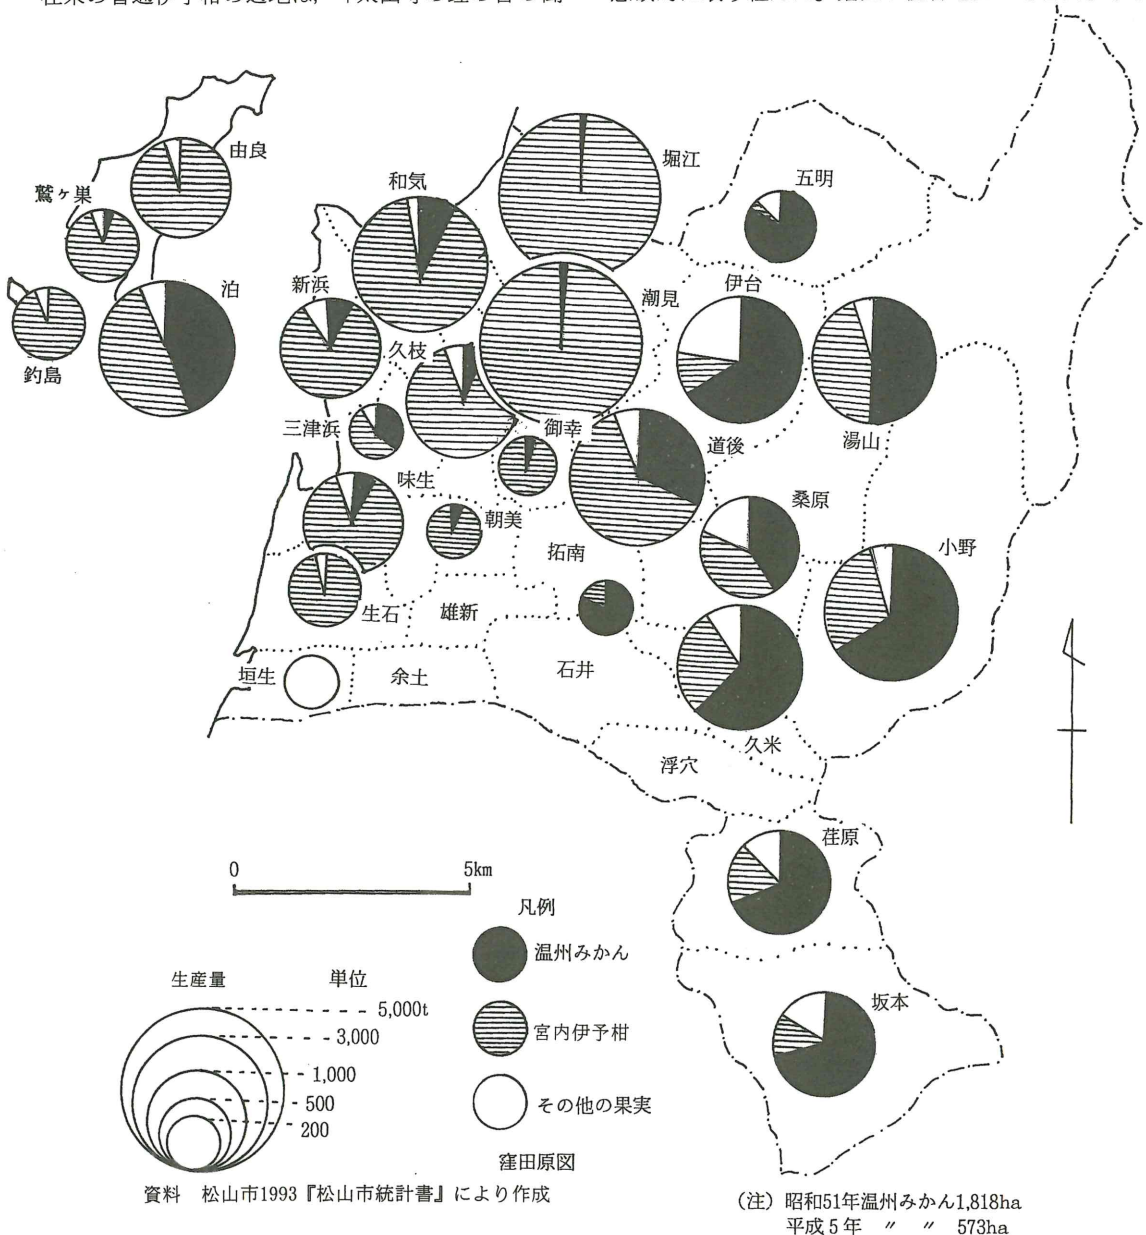 由良
堀江
五明
鷲ヶ巣
和気
泊
新浜
潮見
伊台
釣島
久枝
三津浜
御幸
道後
湯山
味生
桑原
朝美
拓南
小野
生石
雄新
垣生
余土
石井
久米
浮穴
荏原
0 5km
凡例
温州みかん
生産量 単位
5,000t
3,000
宮内伊予柑
坂本
1,000
500
その他の果実
200
窪田原図
資料 松山市1993『松山市統計書』により作成
(注) 昭和51年温州みかん1,818ha
平成5年 〃 〃 573ha